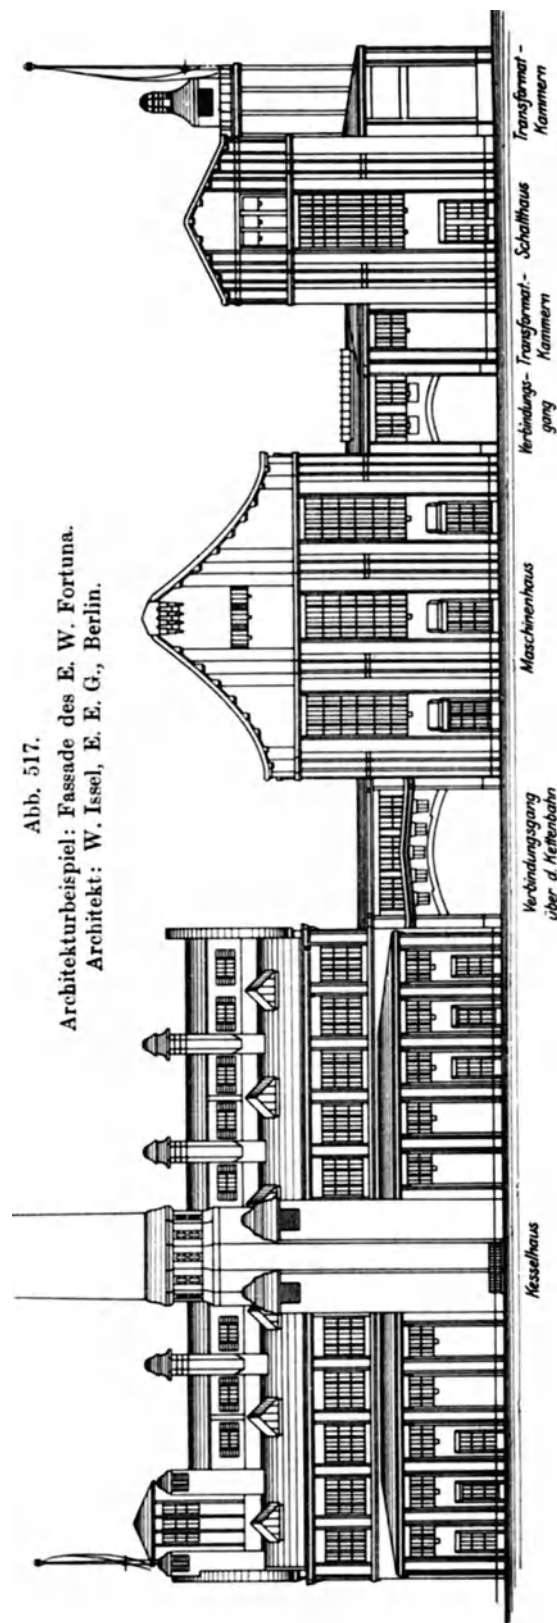 Abb. 517.
Architekturbeispiel: Fassade des E. W. Fortuna.
Architekt: W. Issel, E. E. G., Berlin.
Kesselhaus
Verbindungsgang
über d. Kettenbahn
Maschinenhaus
Verbindungs-
gang
Transformat.-
Kammern
Schalthaus
Transformat-
Kammern